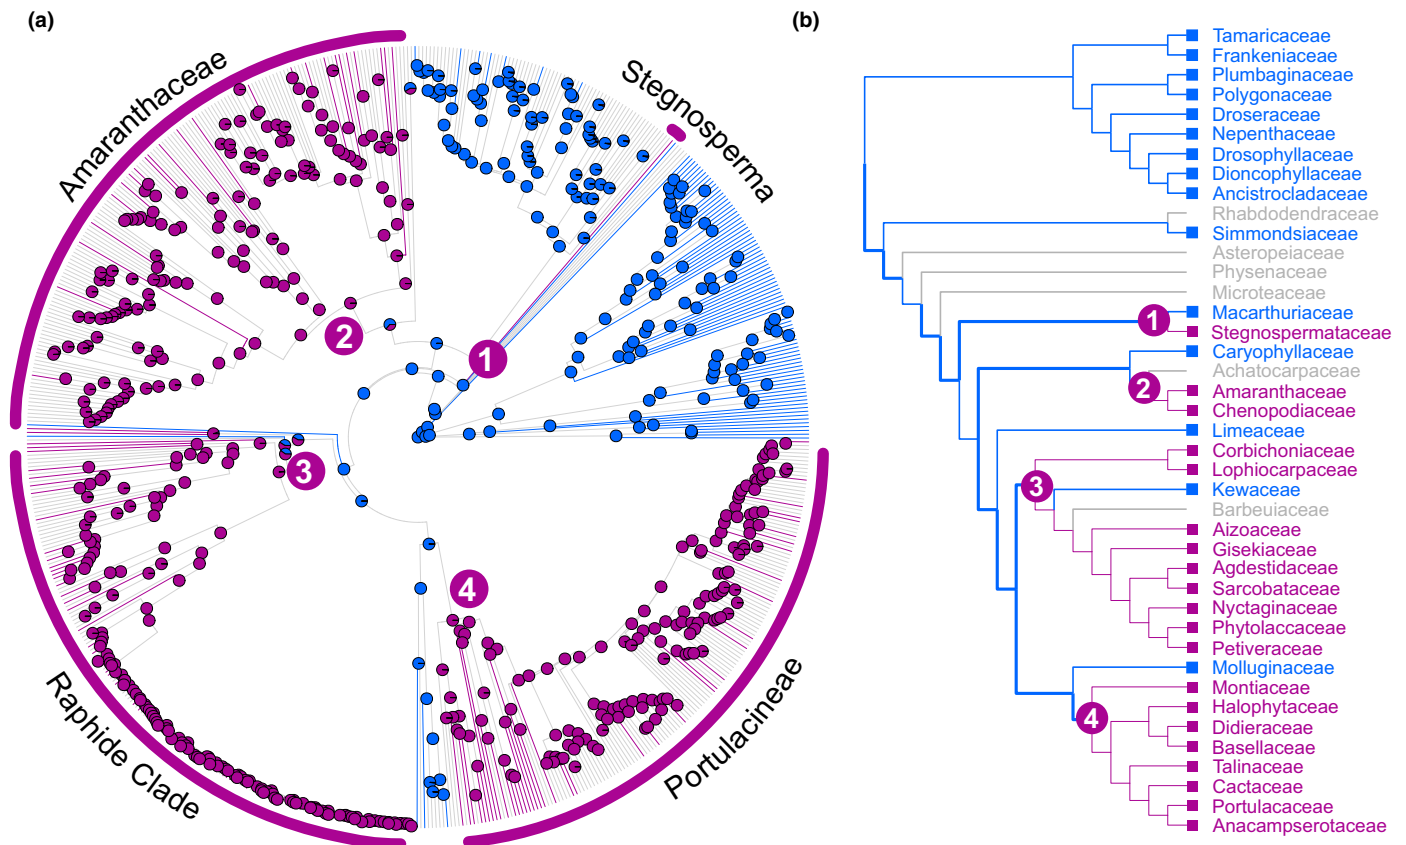 (a)
Amaranthaceae
Stegnosperma
1
2
3
4
Raphide Clade
Portulacineae
(b)
Tamaricaceae
Frankeniaceae
Plumbaginaceae
Polygonaceae
Droseraceae
Nepenthaceae
Drosophyllaceae
Dioncophyllaceae
Ancistrocladaceae
Rhabdodendraceae
Simmondsiaceae
Asteropeiaceae
Physenaceae
Microteaceae
Macarthuriaceae
1
Stegnospermataceae
Caryophyllaceae
Achatocarpaceae
2
Amaranthaceae
Chenopodiaceae
Limeaceae
Corbichoniaceae
Lophiocarpaceae
3
Kewaceae
Barbeuiaceae
Aizoaceae
Gisekiaceae
Agdestidaceae
Sarcobataceae
Nyctaginaceae
Phytolaccaceae
Petiveraceae
Molluginaceae
Montiaceae
Halophytaceae
4
Didieraceae
Basellaceae
Talinaceae
Cactaceae
Portulacaceae
Anacampserotaceae